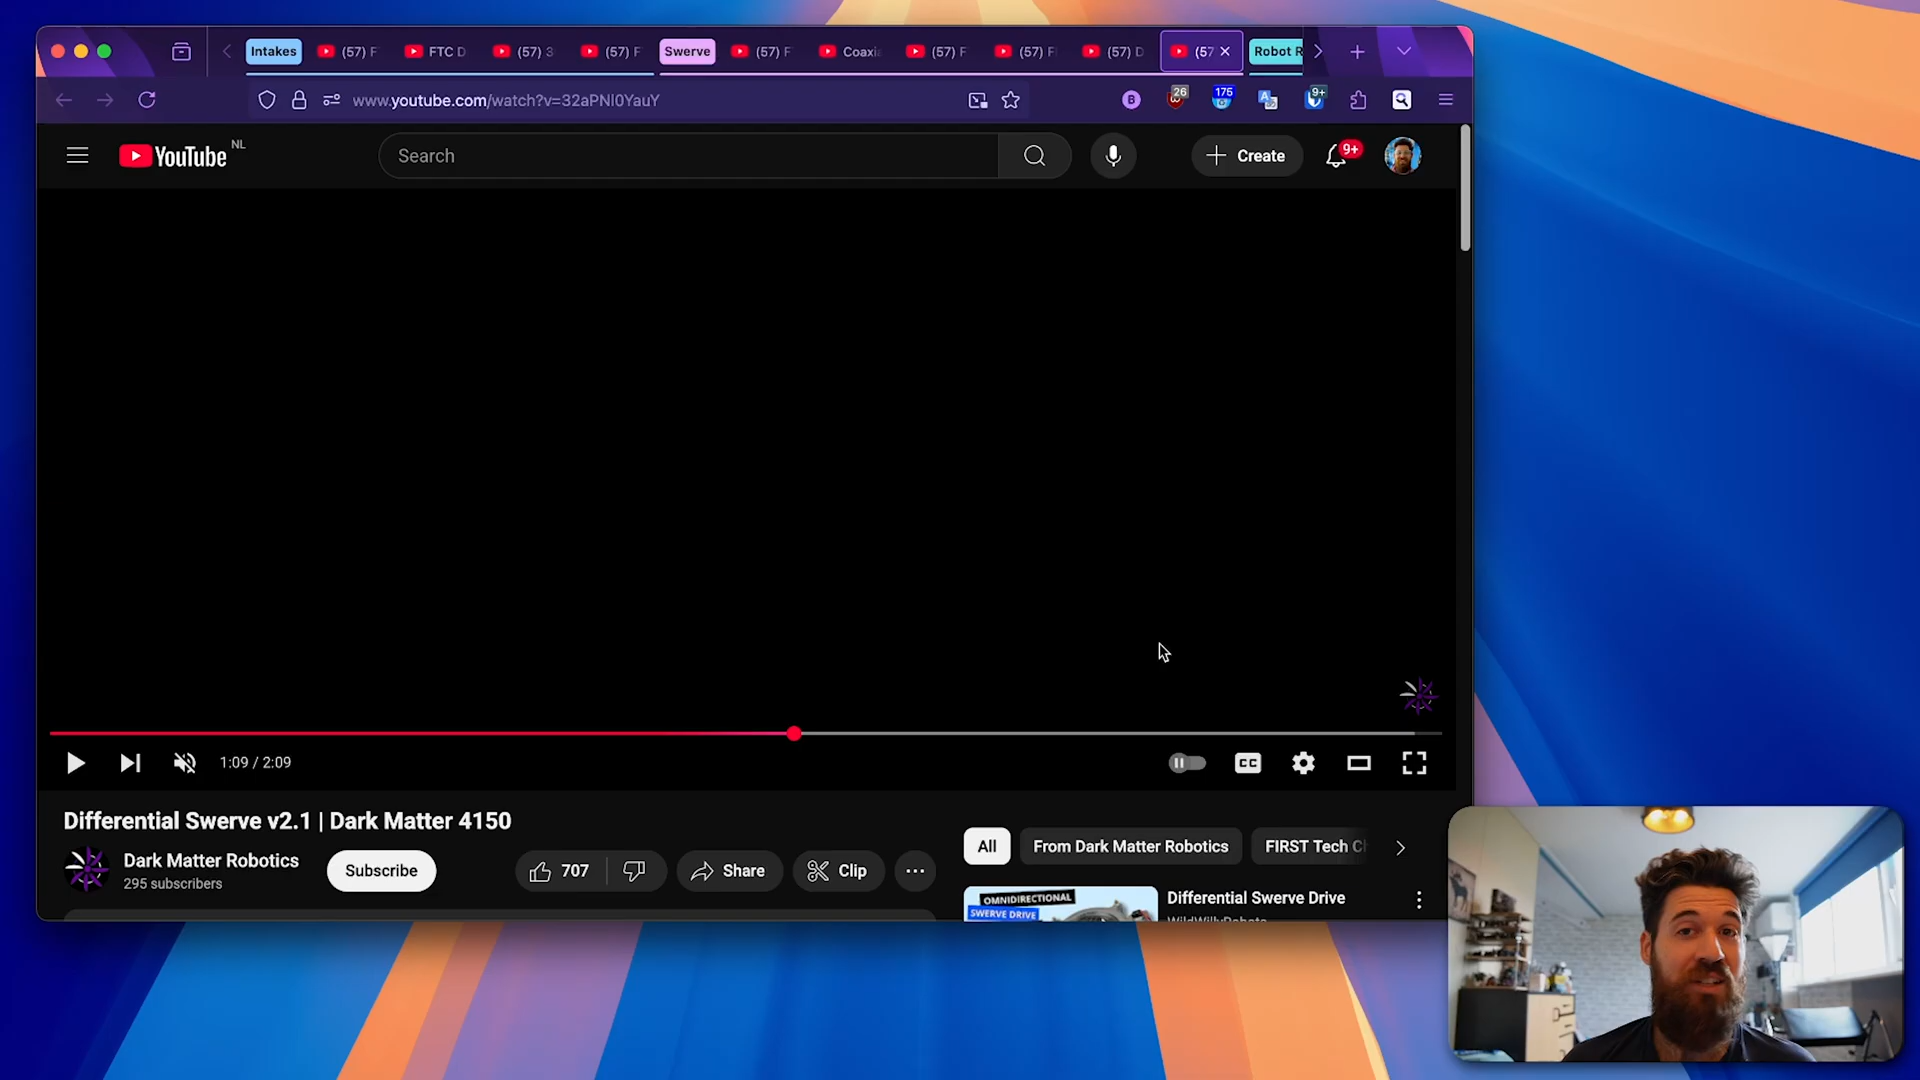 Intakes
(57) F
FTC D
(57) 3
(57) F
Swerve
(57) F
Coaxi
(57) F
(57) Fi
(57) D
(57
Robot R
www.youtube.com/watch?v=32aPNI0YauY
B
26
175
9+
YouTube NL
Search
Create
9+
1:09 / 2:09
CC
Differential Swerve v2.1 | Dark Matter 4150
Dark Matter Robotics
295 subscribers
Subscribe
707
Share
Clip
All
From Dark Matter Robotics
FIRST Tech C
OMNIDIRECTIONAL
SWERVE DRIVE
Differential Swerve Drive
WildWillyRobots